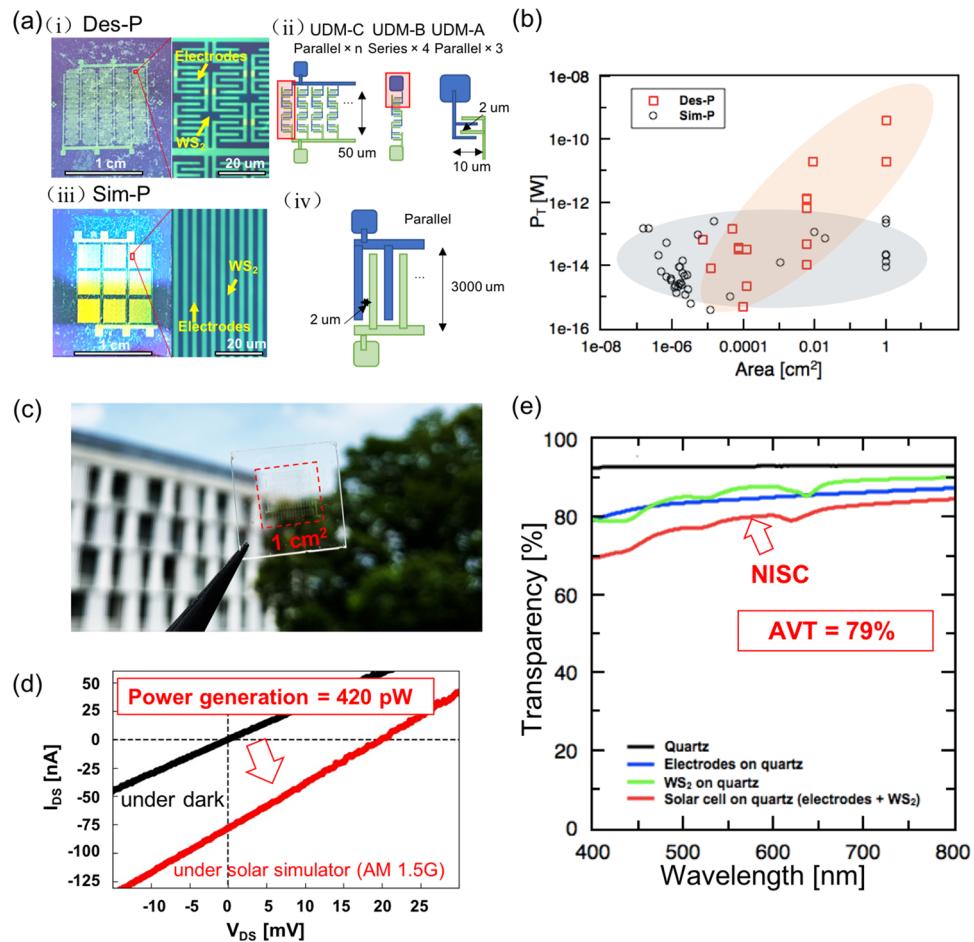 (a)
(i) Des-P
Electrodes
WS2
1 cm
20 um
(ii)
UDM-C UDM-B UDM-A
Parallel × n Series × 4 Parallel × 3
...
50 um
2 um
10 um
(iii) Sim-P
WS2
Electrodes
1 cm
20 um
(iv)
Parallel
...
3000 um
2 um
(b)
1e-08
1e-10
1e-12
1e-14
1e-16
PT [W]
Des-P
Sim-P
1e-08 1e-06 0.0001 0.01 1
Area [cm2]
(c)
1 cm2
(d)
50
25
0
-25
-50
-75
-100
-125
IDS [nA]
Power generation = 420 pW
under dark
under solar simulator (AM 1.5G)
-10 -5 0 5 10 15 20 25
VDS [mV]
(e)
100
90
80
70
60
50
40
90
20
10
0
Transparency [%]
NISC
AVT = 79%
Quartz
Electrodes on quartz
WS2 on quartz
Solar cell on quartz (electrodes + WS2)
400 500 600 700 800
Wavelength [nm]